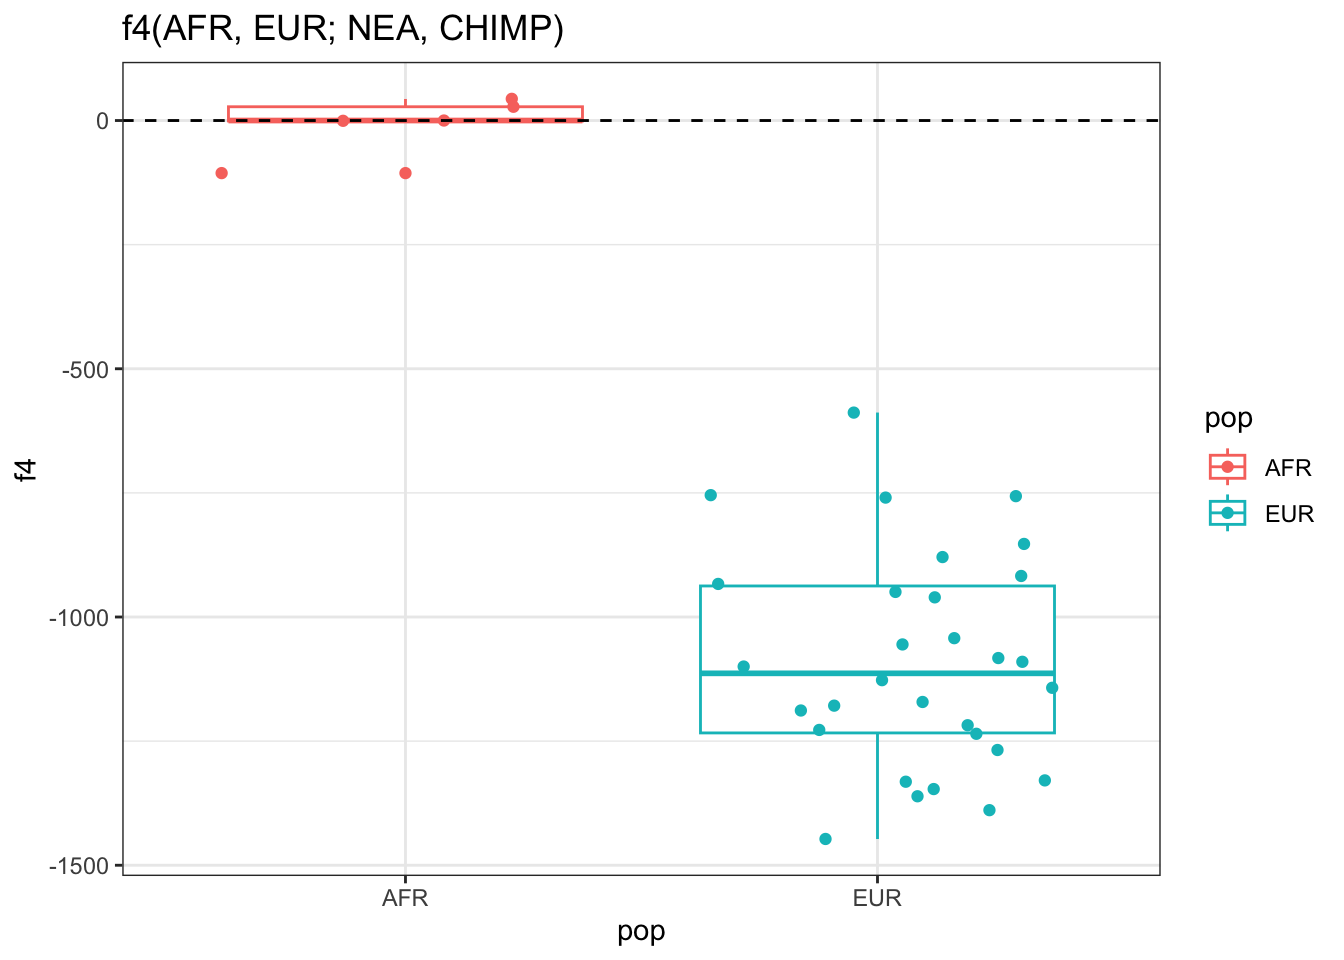 f4(AFR, EUR; NEA, CHIMP)
0
-500
-1000
-1500
f4
AFR
EUR
pop
pop
AFR
EUR